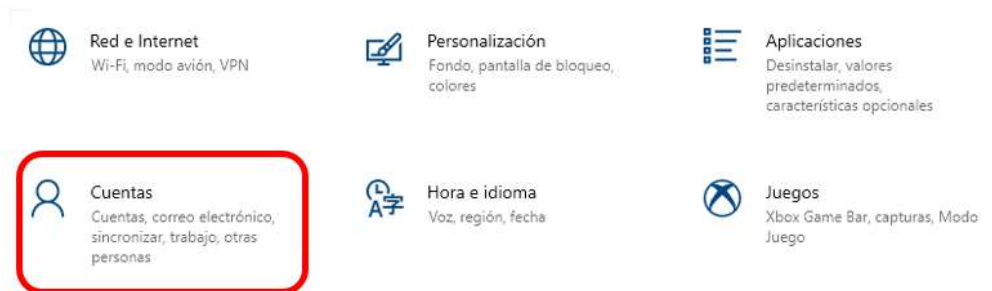 Red e Internet
Wi-Fi, modo avión, VPN
Personalización
Fondo, pantalla de bloqueo,
colores
Aplicaciones
Desinstalar, valores
predeterminados,
características opcionales
Cuentas
Cuentas, correo electrónico,
sincronizar, trabajo, otras
personas
Hora e idioma
Voz, región, fecha
Juegos
Xbox Game Bar, capturas, Modo
Juego